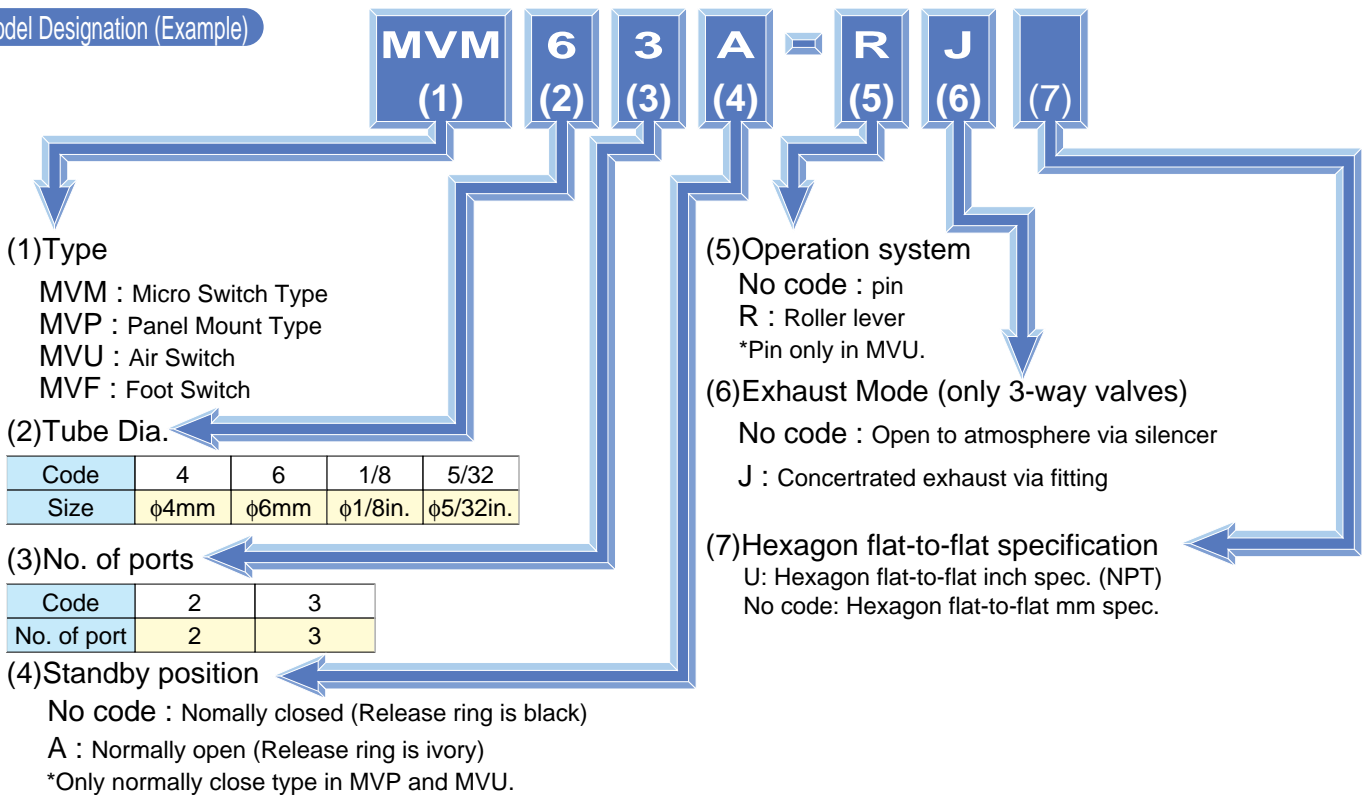 odel Designation (Example)
MVM 6 3 A - R J
(1) (2) (3) (4) (5) (6) (7)
(1)Type
MVM : Micro Switch Type
MVP : Panel Mount Type
MVU : Air Switch
MVF : Foot Switch
(2)Tube Dia.
Code 4 6 1/8 5/32
Size ϕ4mm ϕ6mm ϕ1/8in. ϕ5/32in.
(3)No. of ports
Code 2 3
No. of port 2 3
(4)Standby position
No code : Nomally closed (Release ring is black)
A : Normally open (Release ring is ivory)
*Only normally close type in MVP and MVU.
(5)Operation system
No code : pin
R : Roller lever
*Pin only in MVU.
(6)Exhaust Mode (only 3-way valves)
No code : Open to atmosphere via silencer
J : Concertrated exhaust via fitting
(7)Hexagon flat-to-flat specification
U: Hexagon flat-to-flat inch spec. (NPT)
No code: Hexagon flat-to-flat mm spec.